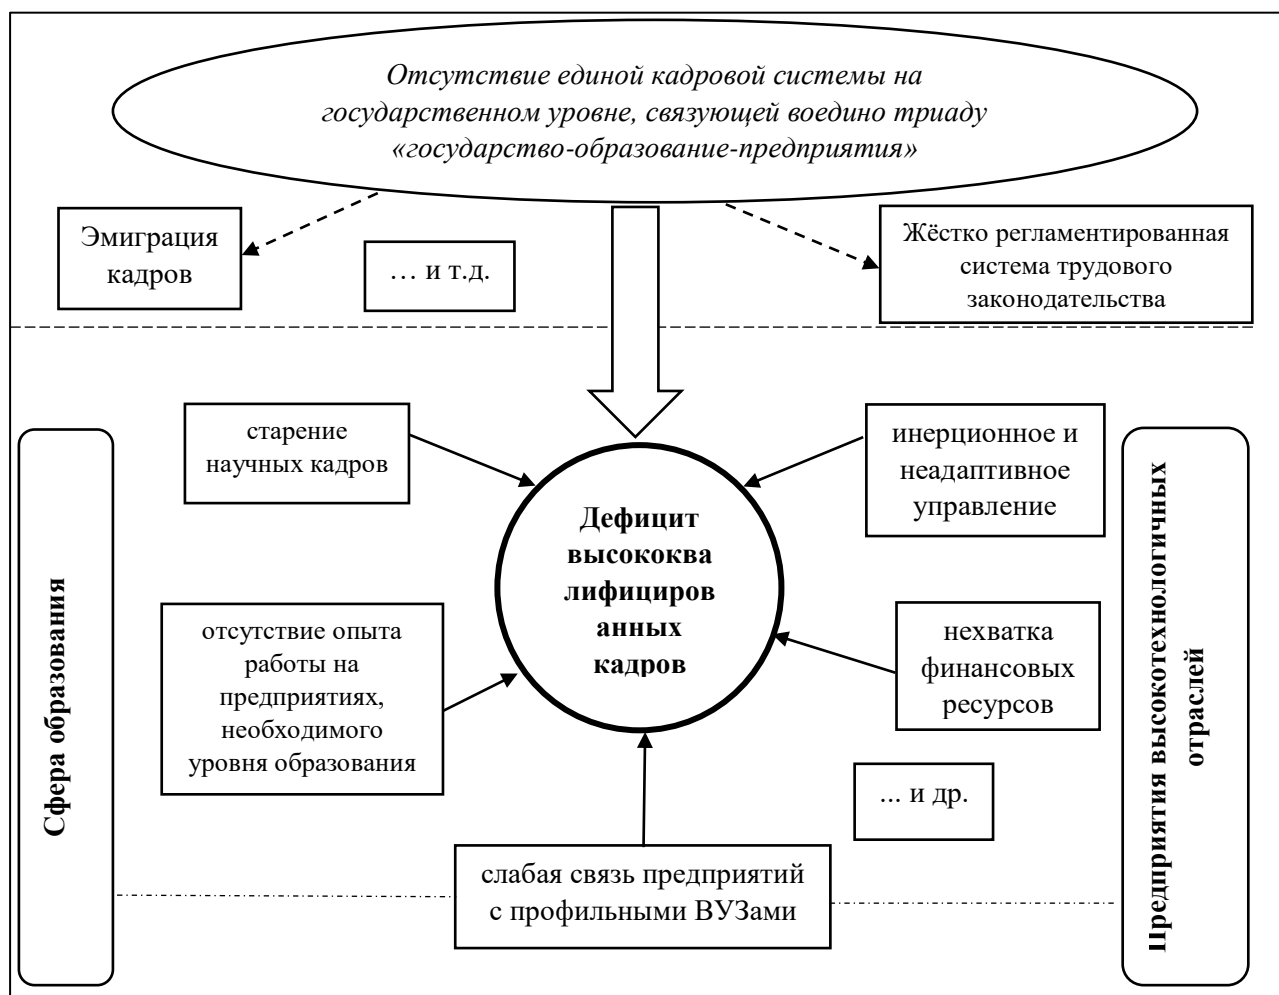 Отсутствие единой кадровой системы на
государственном уровне, связующей воедино триаду
«государство-образование-предприятия»
Эмиграция
кадров
… и т.д.
Жёстко регламентированная
система трудового
законодательства
старение
научных кадров
инерционное и
неадаптивное
управление
Дефицит
высококва
лифициров
анных
кадров
отсутствие опыта
работы на
предприятиях,
необходимого
уровня образования
нехватка
финансовых
ресурсов
... и др.
слабая связь предприятий
с профильными ВУЗами
Сфера образования
Предприятия высокотехнологичных
отраслей